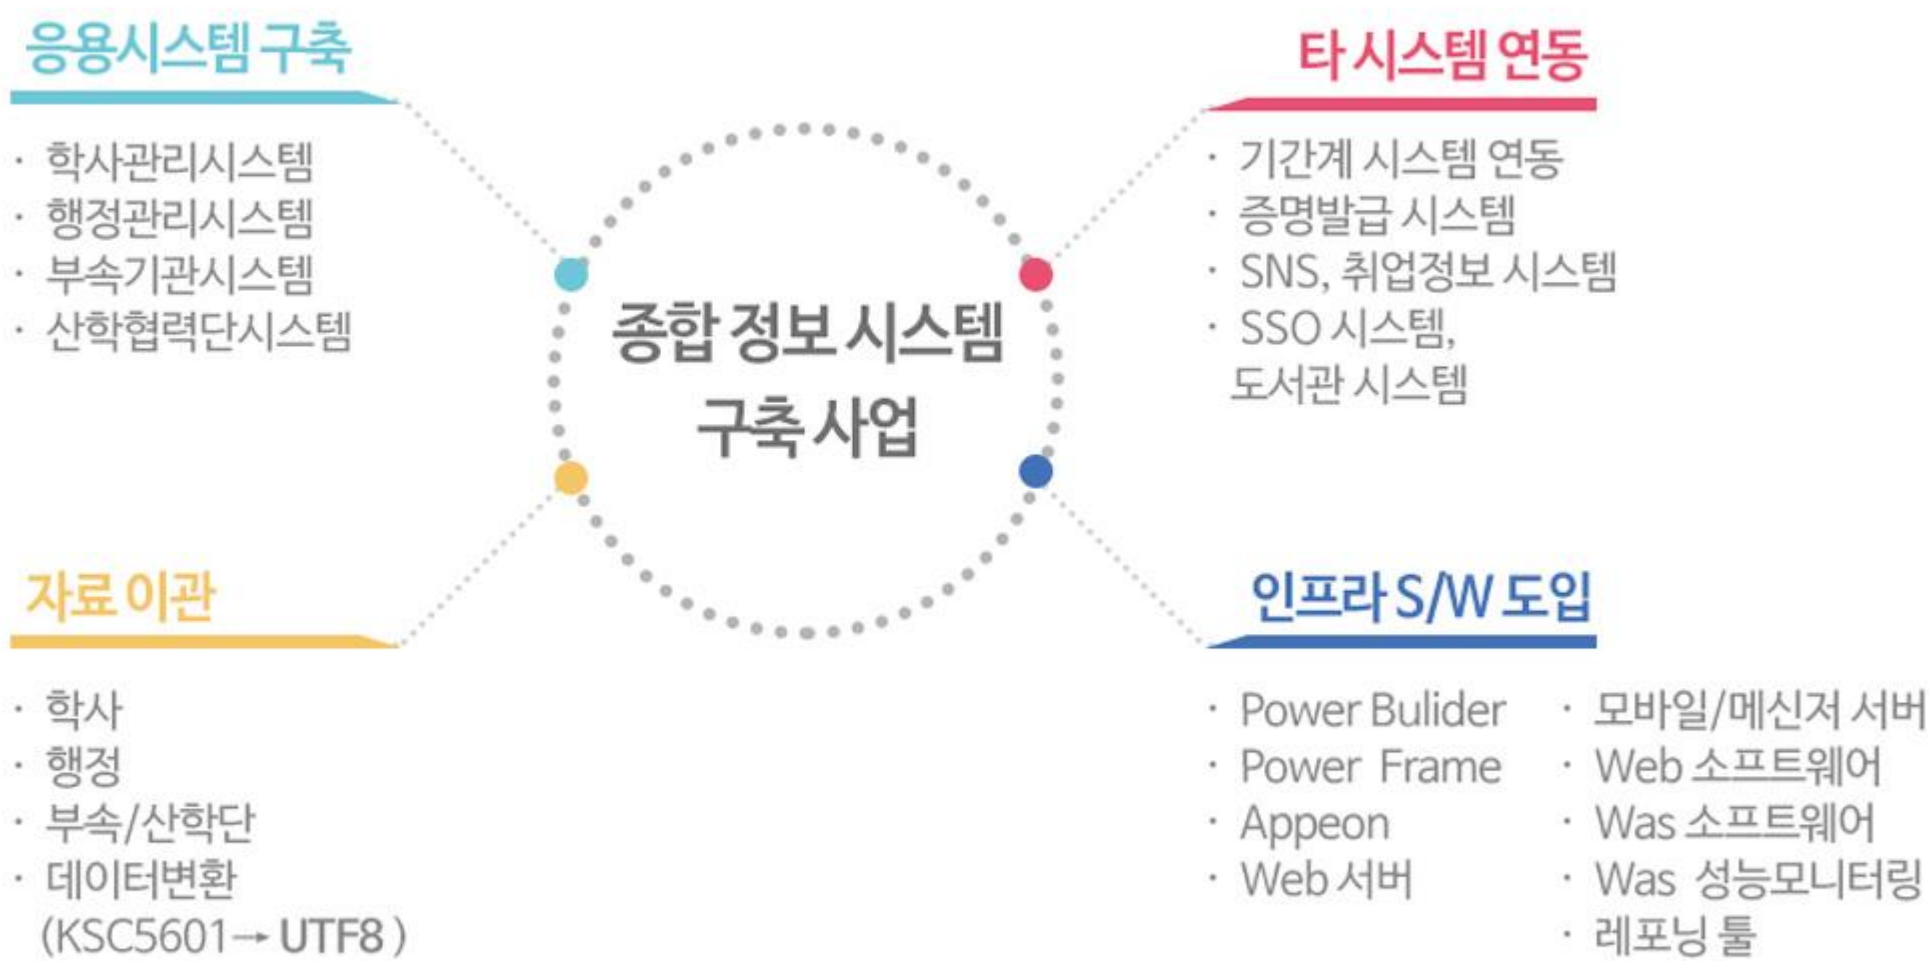 응용시스템 구축
· 학사관리시스템
· 행정관리시스템
· 부속기관시스템
· 산학협력단시스템
타 시스템 연동
· 기간계 시스템 연동
· 증명발급 시스템
· SNS, 취업정보 시스템
· SSO 시스템,
도서관 시스템
종합 정보 시스템
구축 사업
자료 이관
· 학사
· 행정
· 부속/산학단
· 데이터변환
(KSC5601→ UTF8 )
인프라 S/W 도입
· Power Bulider
· Power Frame
· Appeon
· Web 서버
· 모바일/메신저 서버
· Web 소프트웨어
· Was 소프트웨어
· Was 성능모니터링
· 레포닝 툴